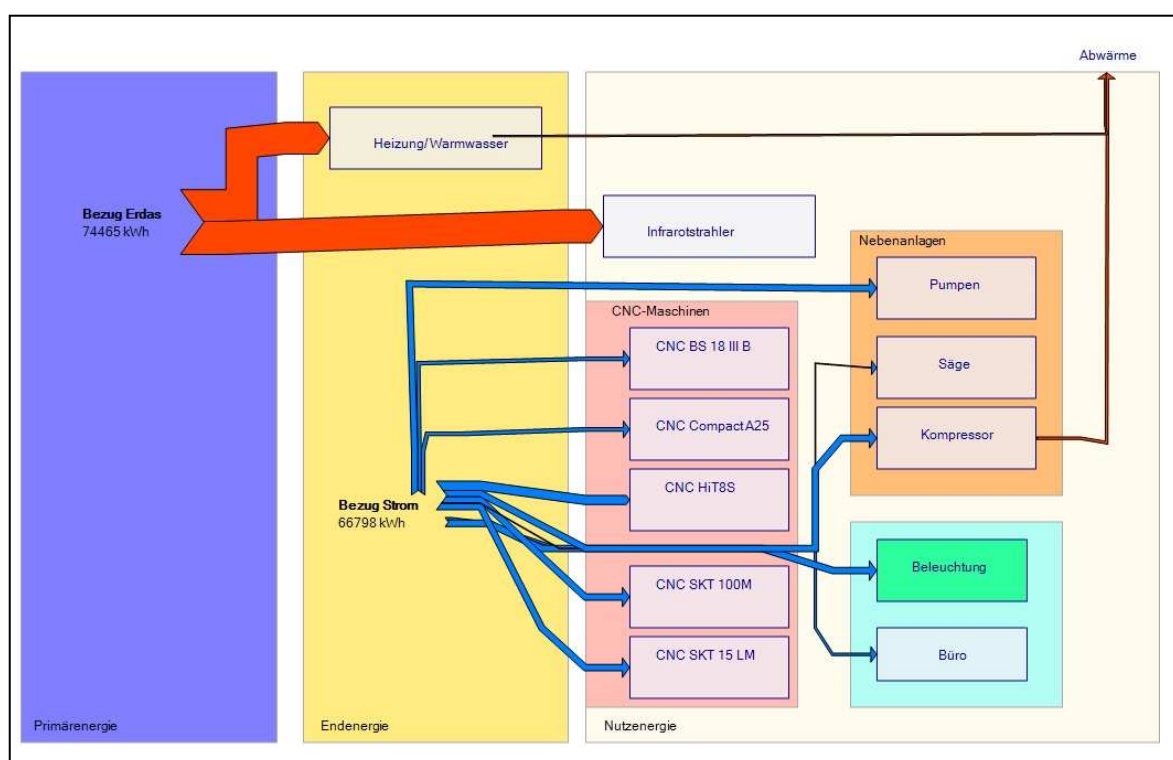 Abwärme
Heizung/Warmwasser
Bezug Erdas
74465 kWh
Infrarotstrahler
Nebenanlagen
Pumpen
CNC-Maschinen
CNC BS 18 III B
Säge
CNC Compact A25
Kompressor
CNC HiT8S
Bezug Strom
66798 kWh
Beleuchtung
CNC SKT 100M
CNC SKT 15 LM
Büro
Primärenergie
Endenergie
Nutzenergie